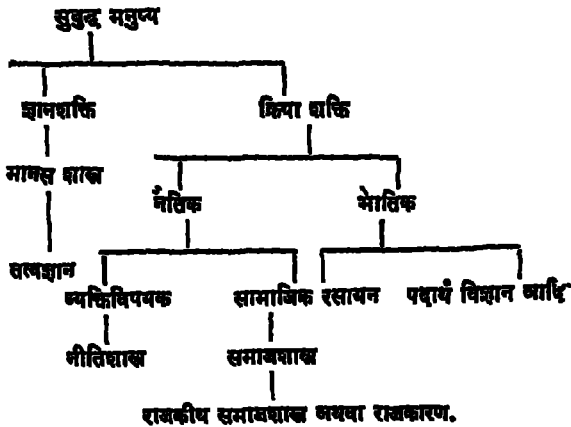 सुबुद्ध मनुष्य
ज्ञानशक्ति क्रिया शक्ति
मानस शास्त्र
नैतिक भौतिक
तत्वज्ञान
व्यक्तिविषयक सामाजिक रसायन पदार्थ विज्ञान आदि
नीतिशास्त्र समाजशास्त्र
राजकीय समाजशास्त्र अथवा राजकारण.